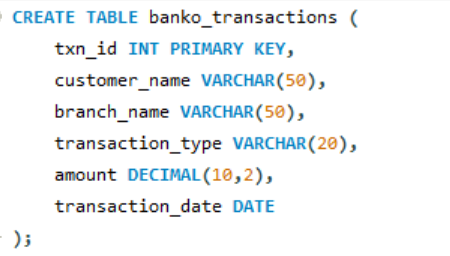 CREATE TABLE banko_transactions (
txn_id INT PRIMARY KEY,
customer_name VARCHAR(50),
branch_name VARCHAR(50),
transaction_type VARCHAR(20),
amount DECIMAL(10,2),
transaction_date DATE
);